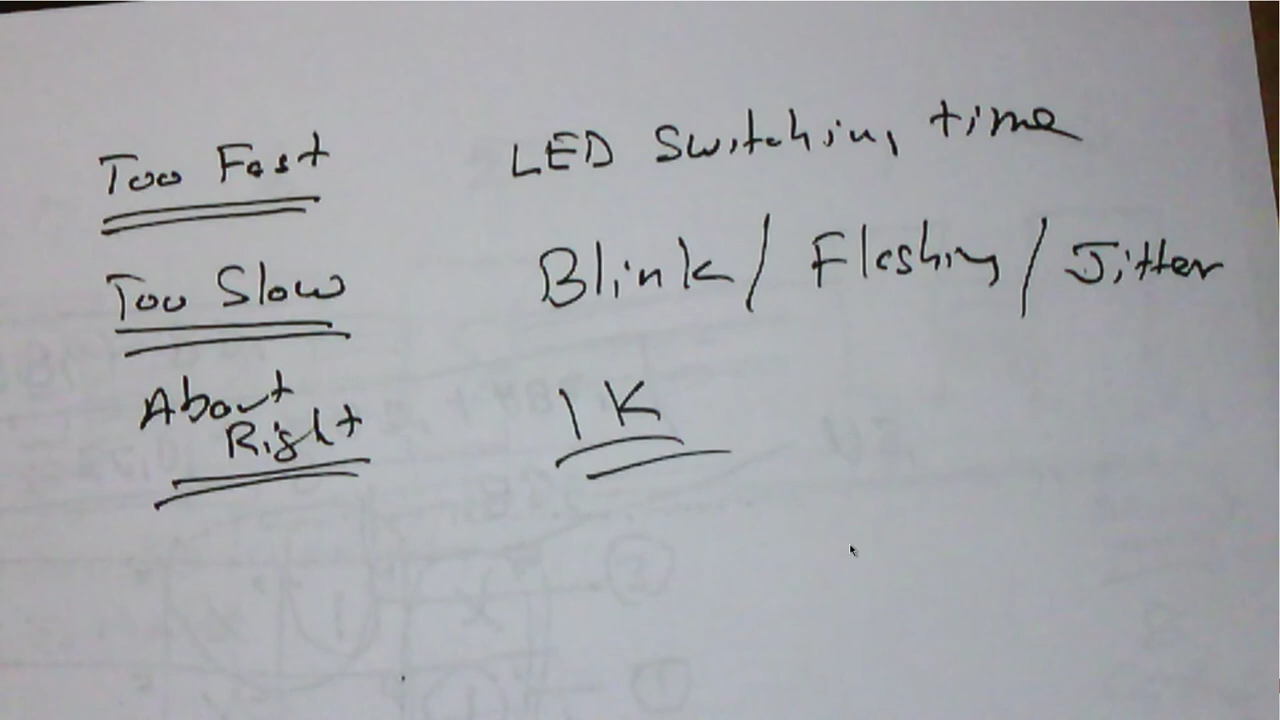 Too Fast LED Switching time
Too Slow Blink / Flashing / Jitter
About
Right 1K